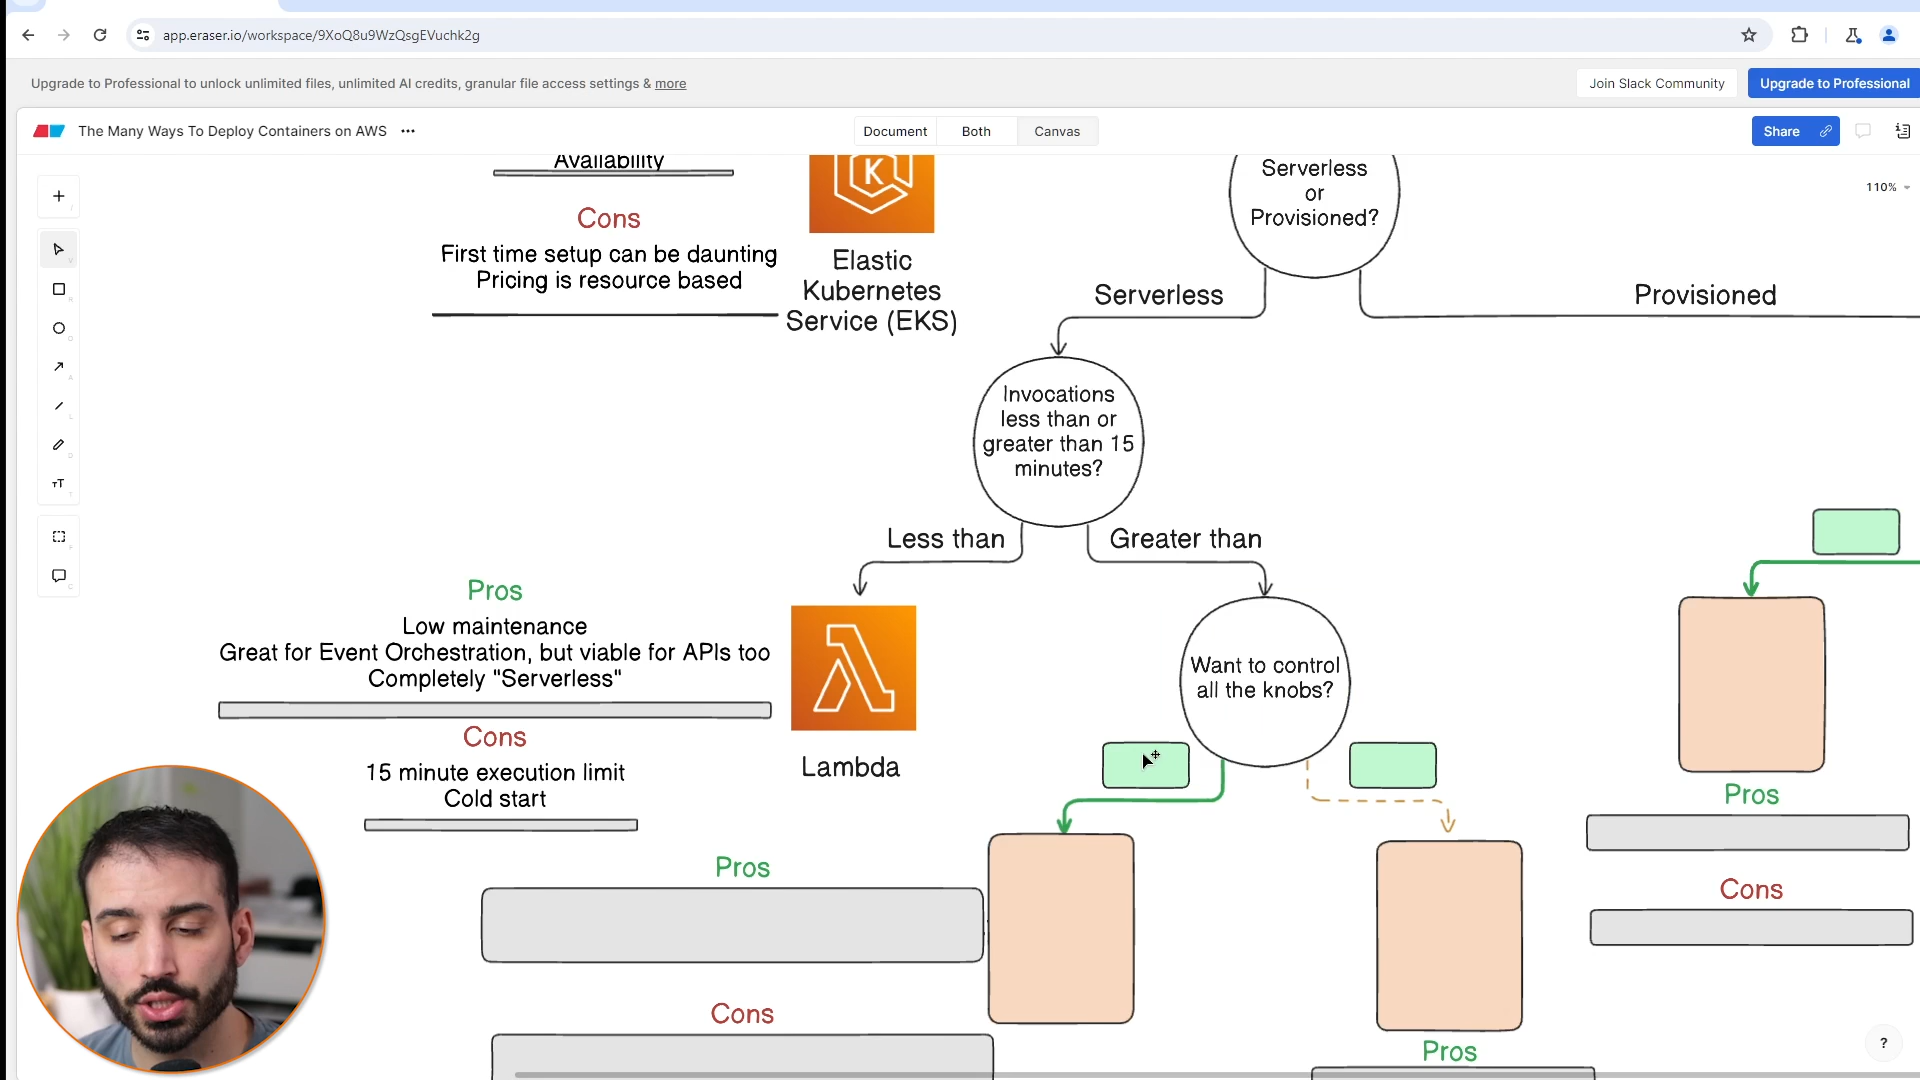 app.eraser.io/workspace/9XoQ8u9WzQsgEVuchk2g
Upgrade to Professional to unlock unlimited files, unlimited AI credits, granular file access settings & more
Join Slack Community
Upgrade to Professional
The Many Ways To Deploy Containers on AWS
Document
Both
Canvas
Share
110%
Availability
Cons
First time setup can be daunting
Pricing is resource based
K
Elastic
Kubernetes
Service (EKS)
Serverless
or
Provisioned?
Serverless
Provisioned
Invocations
less than or
greater than 15
minutes?
Less than
Greater than
Pros
Low maintenance
Great for Event Orchestration, but viable for APIs too
Completely "Serverless"
Cons
15 minute execution limit
Cold start
Lambda
Want to control
all the knobs?
Pros
Cons
Pros
Cons
Pros
?